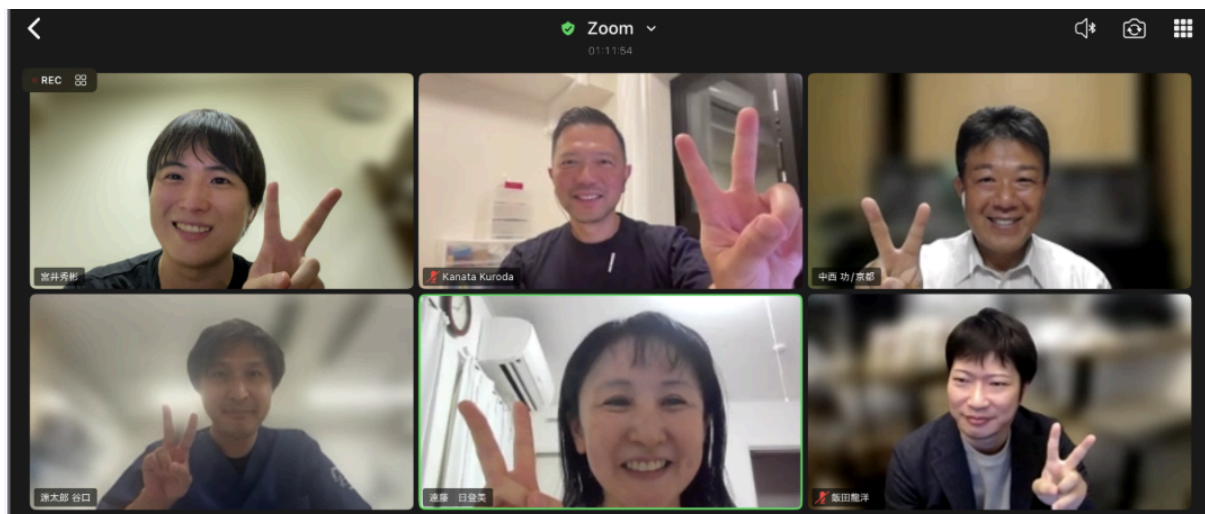 Zoom
01:11:54
REC
宮井秀彬
Kanata Kuroda
中西 功/京都
源太郎 谷口
遠藤 日登美
飯田龍洋